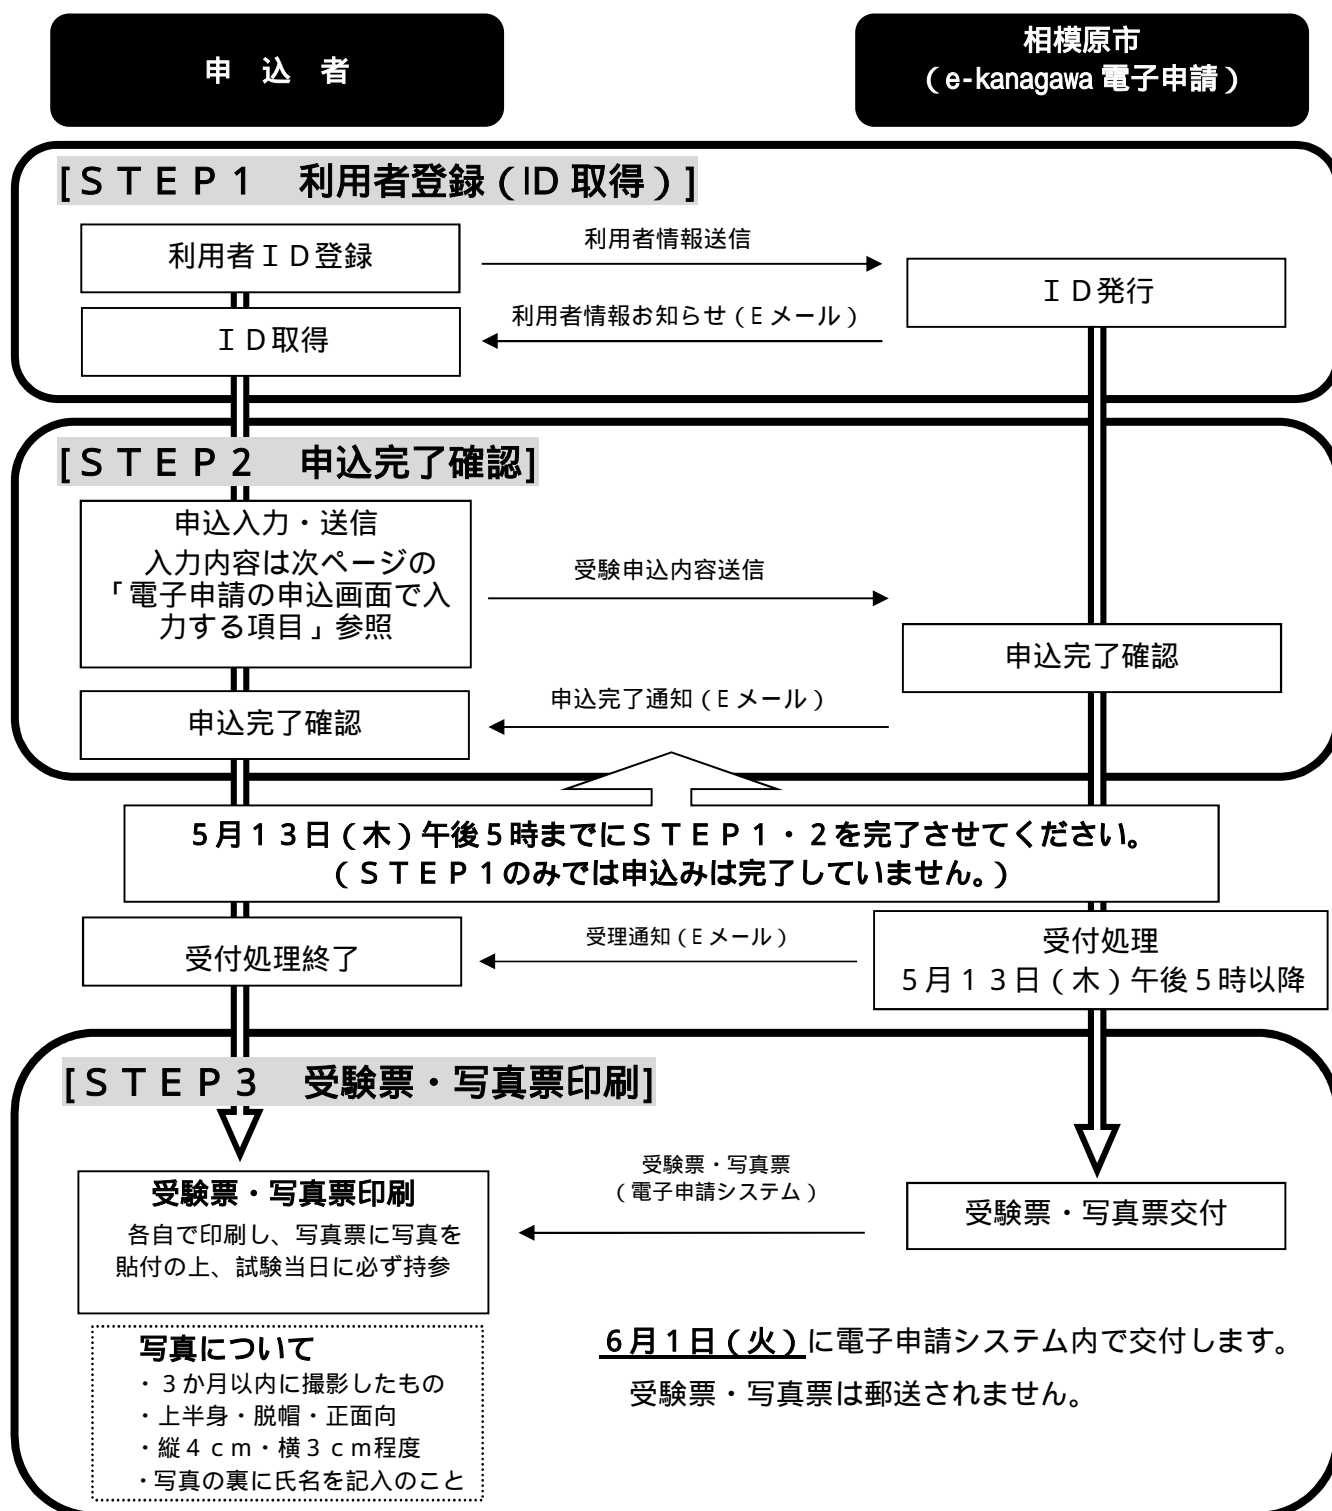 申　込　者
相模原市
（e-kanagawa 電子申請）
[ＳＴＥＰ１　利用者登録（ID 取得）]
利用者ＩＤ登録
利用者情報送信
ＩＤ発行
利用者情報お知らせ（Ｅメール）
ＩＤ取得
[ＳＴＥＰ２　申込完了確認]
申込入力・送信
入力内容は次ページの
「電子申請の申込画面で入
力する項目」参照
受験申込内容送信
申込完了確認
申込完了通知（Ｅメール）
申込完了確認
５月１３日（木）午後５時までにＳＴＥＰ１・２を完了させてください。
（ＳＴＥＰ１のみでは申込みは完了していません。）
受付処理終了
受理通知（Ｅメール）
受付処理
５月１３日（木）午後５時以降
[ＳＴＥＰ３　受験票・写真票印刷]
受験票・写真票印刷
各自で印刷し、写真票に写真を
貼付の上、試験当日に必ず持参
受験票・写真票
（電子申請システム）
受験票・写真票交付
写真について
・３か月以内に撮影したもの
・上半身・脱帽・正面向
・縦４ｃｍ・横３ｃｍ程度
・写真の裏に氏名を記入のこと
６月１日（火）に電子申請システム内で交付します。
受験票・写真票は郵送されません。